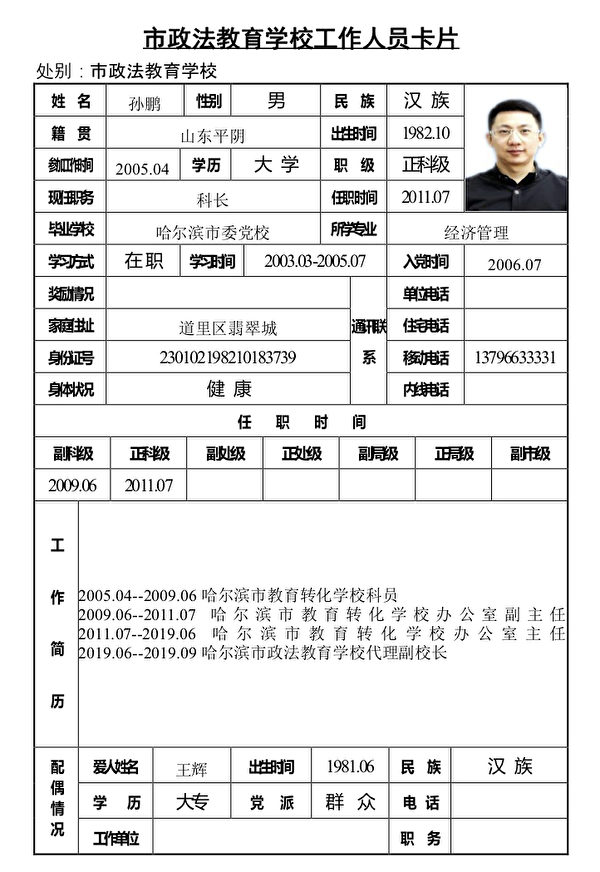 市政法教育学校工作人员卡片
处别：市政法教育学校
姓 名 孙鹏 性别 男 民 族 汉 族
籍 贯 山东平阴 出生时间 1982.10
参加工作时间 2005.04 学历 大 学 职 级 正科级
现任职务 科长 任职时间 2011.07
毕业学校 哈尔滨市委党校 所学专业 经济管理
学习方式 在职 学习时间 2003.03-2005.07 入党时间 2006.07
奖励情况 通讯联系 单位电话
家庭住址 道里区翡翠城 住宅电话
身份证号 230102198210183739 移动电话 13796633331
身体状况 健 康 内线电话
任 职 时 间
副科级 正科级 副处级 正处级 副局级 正局级 副市级
2009.06 2011.07
工作简历
2005.04--2009.06 哈尔滨市教育转化学校科员
2009.06--2011.07 哈尔滨市教育转化学校办公室副主任
2011.07--2019.06 哈尔滨市教育转化学校办公室主任
2019.06--2019.09 哈尔滨市政法教育学校代理副校长
配偶情况
爱人姓名 王辉 出生时间 1981.06 民 族 汉 族
学 历 大专 党 派 群 众 电 话
工作单位 职 务